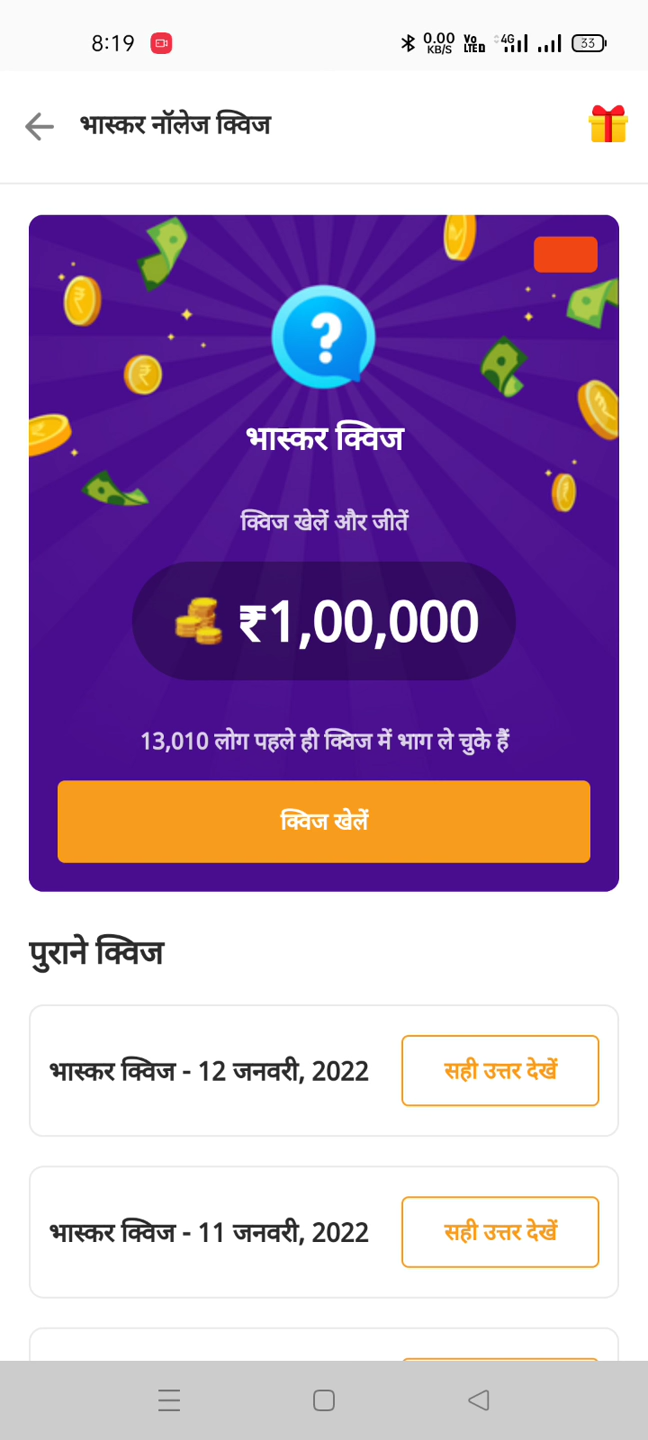 8:19
0.00
KB/S
Vo
LTE
4G
33
भास्कर नॉलेज क्विज
भास्कर क्विज
क्विज खेलें और जीतें
₹1,00,000
13,010 लोग पहले ही क्विज में भाग ले चुके हैं
क्विज खेलें
पुराने क्विज
भास्कर क्विज - 12 जनवरी, 2022
सही उत्तर देखें
भास्कर क्विज - 11 जनवरी, 2022
सही उत्तर देखें